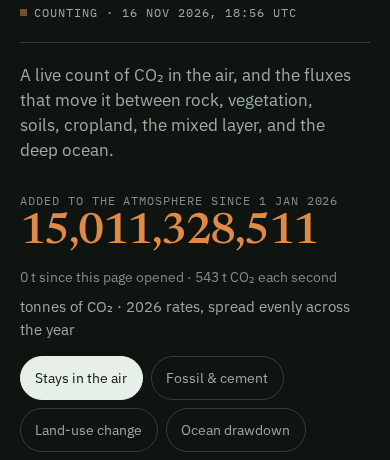 COUNTING · 16 NOV 2026, 18:56 UTC
A live count of CO₂ in the air, and the fluxes
that move it between rock, vegetation,
soils, cropland, the mixed layer, and the
deep ocean.
ADDED TO THE ATMOSPHERE SINCE 1 JAN 2026
15,011,328,511
0 t since this page opened · 543 t CO₂ each second
tonnes of CO₂ · 2026 rates, spread evenly across
the year
Stays in the air
Fossil & cement
Land-use change
Ocean drawdown